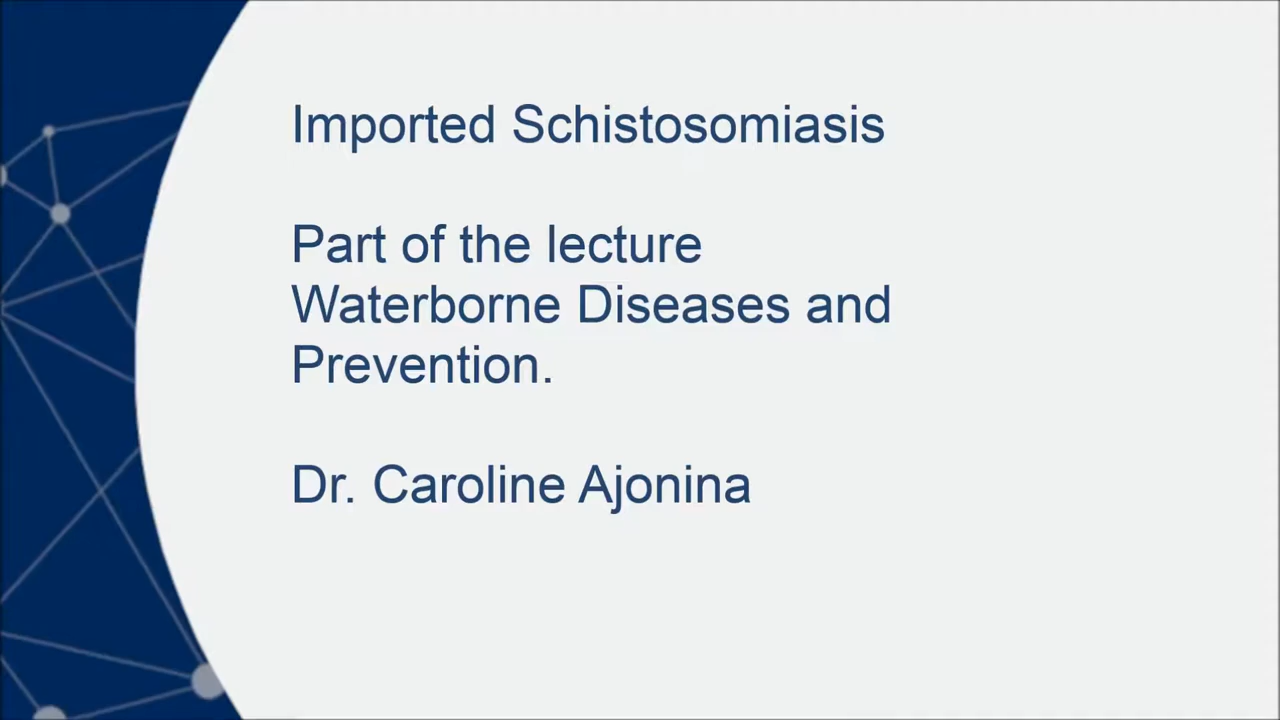 Imported Schistosomiasis
Part of the lecture
Waterborne Diseases and
Prevention.
Dr. Caroline Ajonina